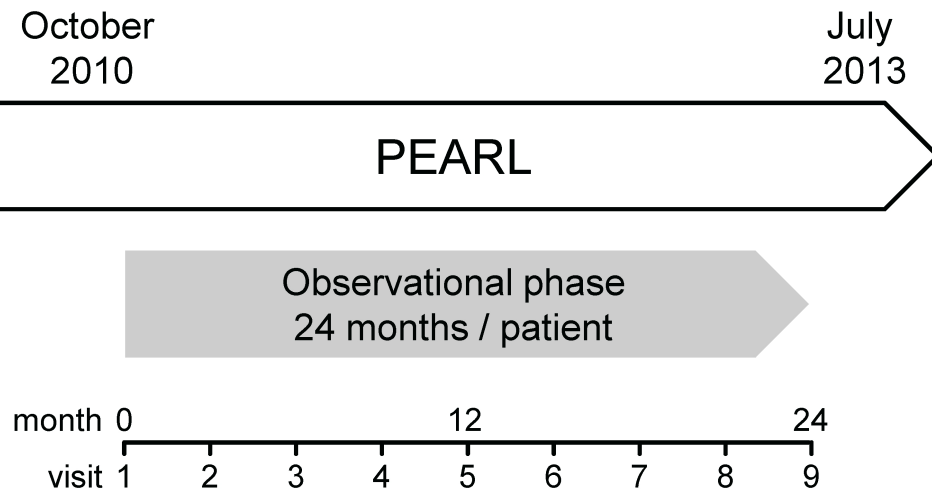 October
2010
July
2013
PEARL
Observational phase
24 months / patient
month 0 12 24
visit 1 2 3 4 5 6 7 8 9